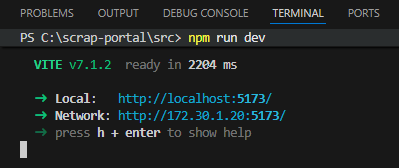 PROBLEMS OUTPUT DEBUG CONSOLE TERMINAL PORTS
PS C:\scrap-portal\src> npm run dev
VITE v7.1.2 ready in 2204 ms
➜ Local: http://localhost:5173/
➜ Network: http://172.30.1.20:5173/
➜ press h + enter to show help